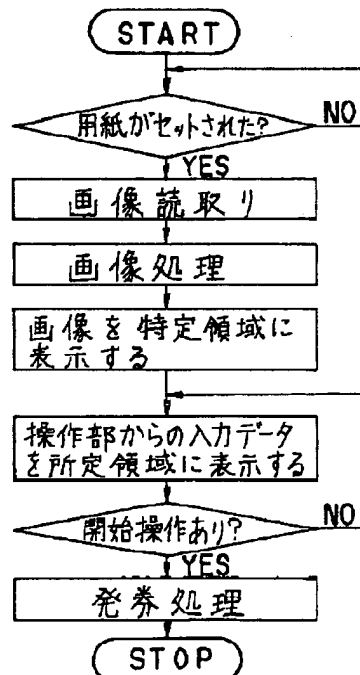 START
用紙がセットされた?
NO
YES
画像読取り
画像処理
画像を特定領域に
表示する
操作部からの入力データ
を所定領域に表示する
開始操作あり?
NO
YES
発券処理
STOP